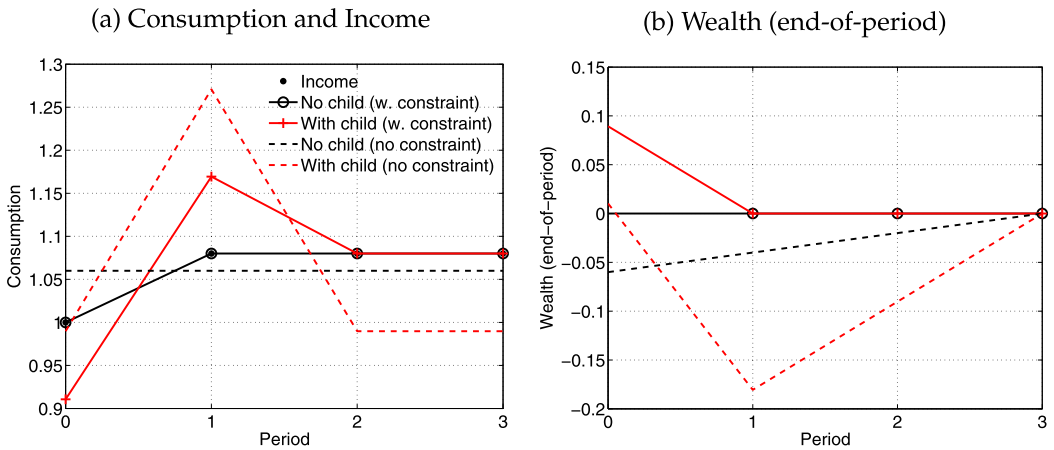 (a) Consumption and Income
1.3
1.25
1.2
1.15
1.1
1.05
1
0.95
0.9
Consumption
Income
No child (w. constraint)
With child (w. constraint)
No child (no constraint)
With child (no constraint)
0
1
2
3
Period
(b) Wealth (end-of-period)
0.15
0.1
0.05
0
−0.05
−0.1
−0.15
−0.2
Wealth (end−of−period)
0
1
2
3
Period